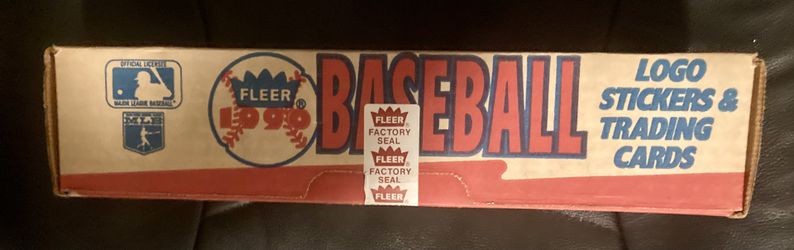 OFFICIAL LICENSEE
MAJOR LEAGUE BASEBALL
FLEER®
1990
BASEBALL
FLEER®
FACTORY
SEAL
FLEER®
FACTORY
SEAL
FLEER®
LOGO
STICKERS &
TRADING
CARDS